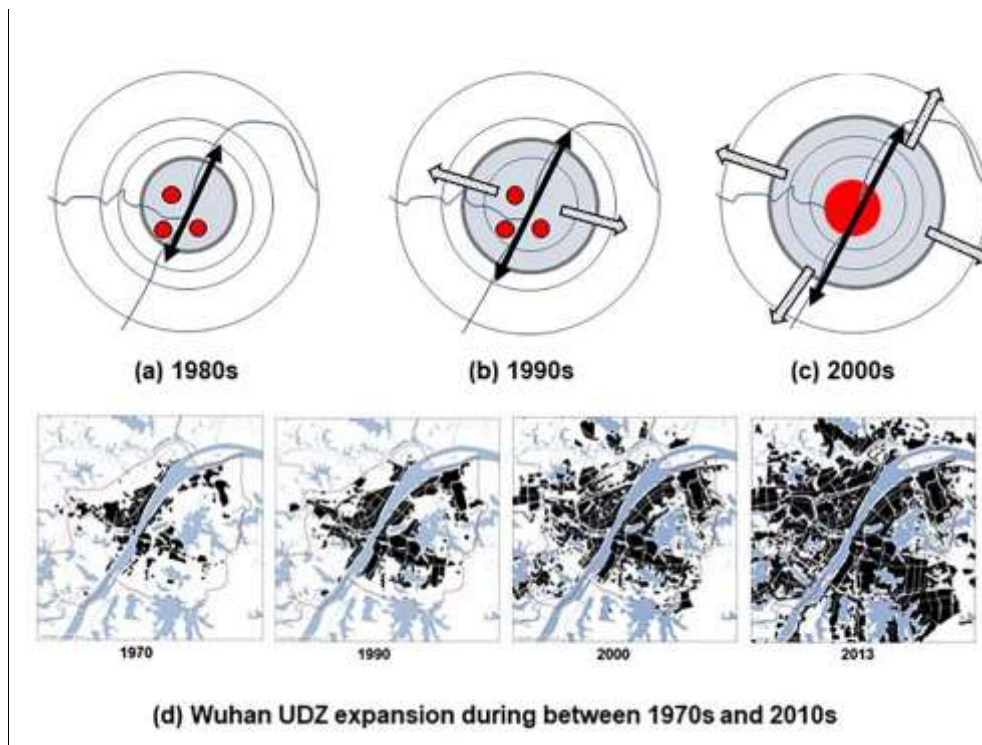 (a) 1980s
(b) 1990s
(c) 2000s
1970
1990
2000
2013
(d) Wuhan UDZ expansion during between 1970s and 2010s